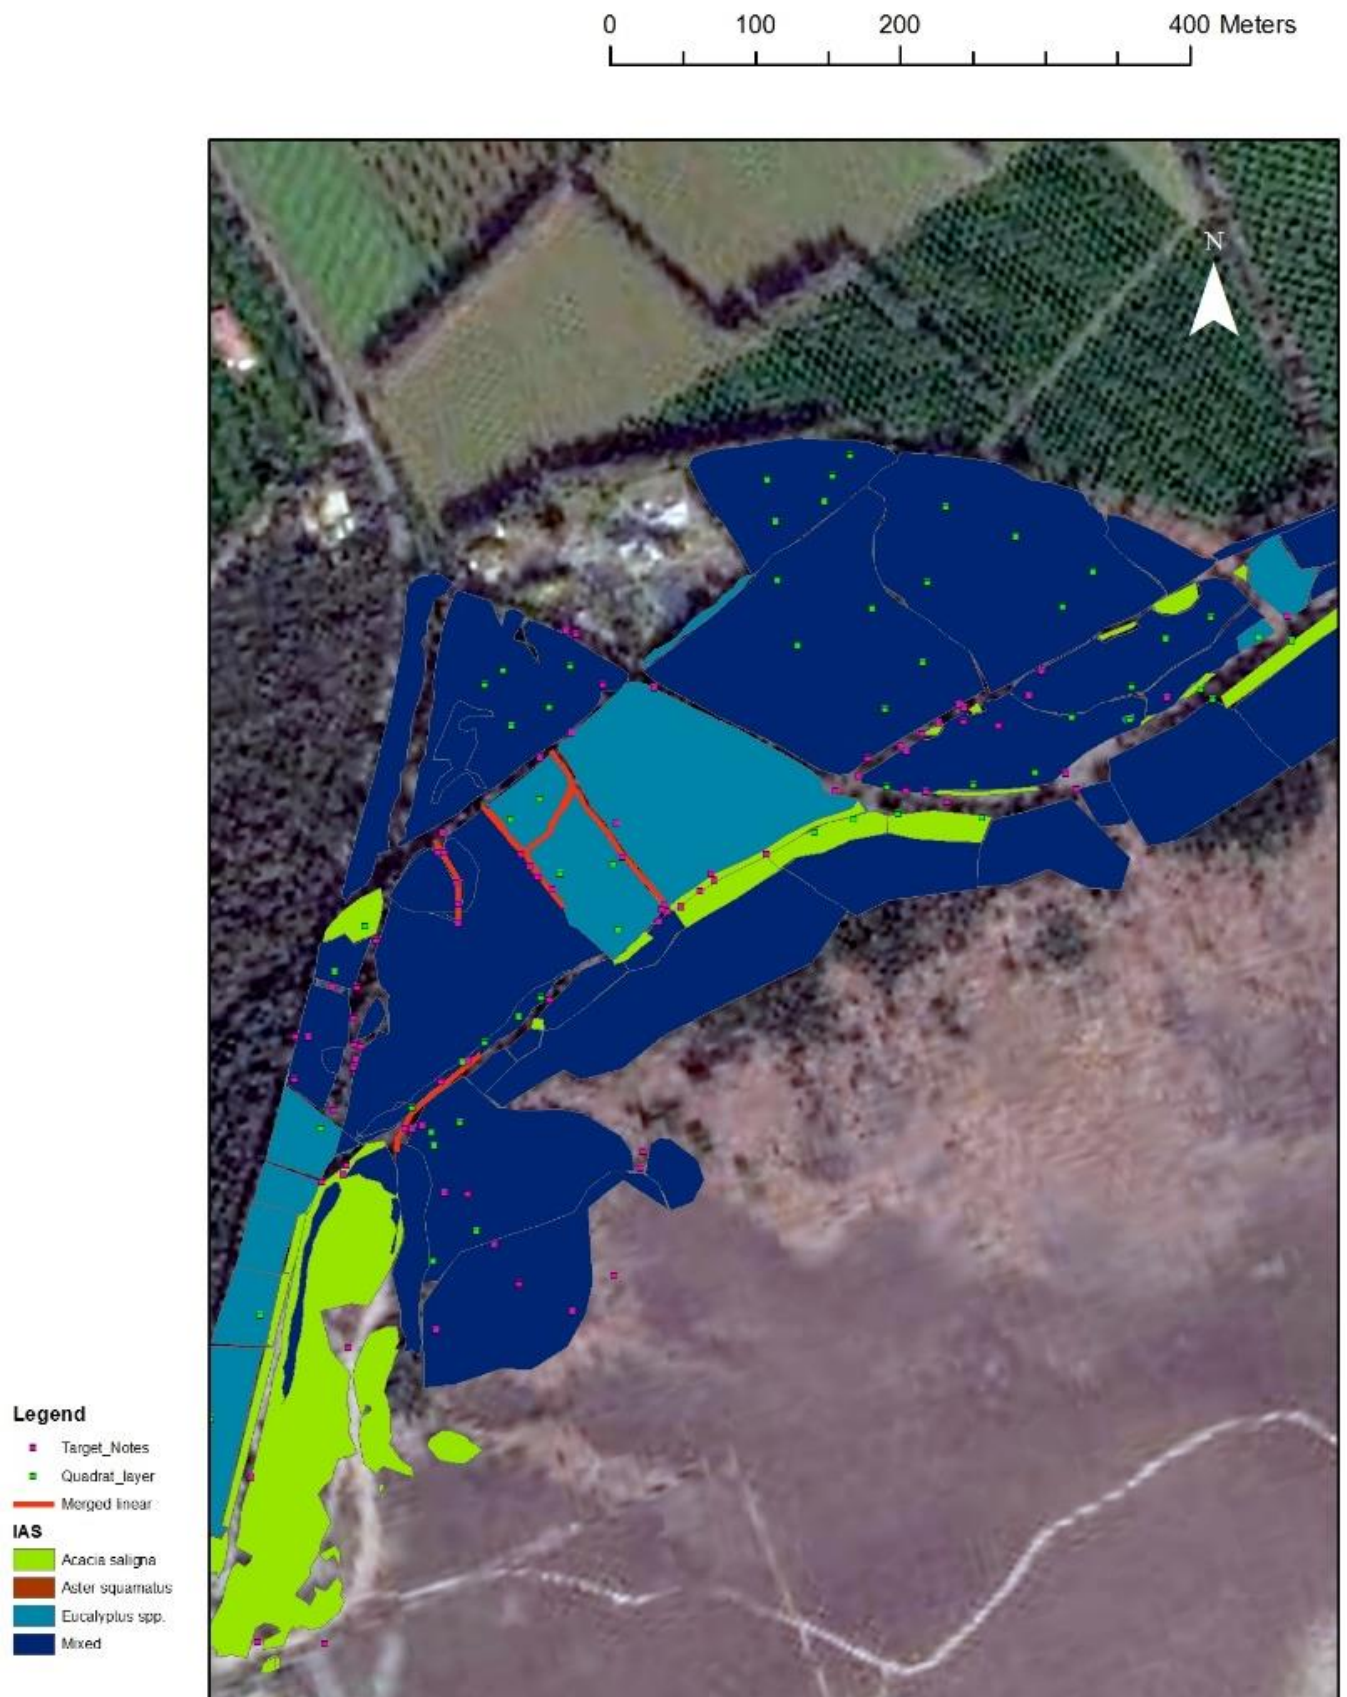 0 100 200 400 Meters
N
Legend
Target_Notes
Quadrat_layer
Merged linear
IAS
Acacia saligna
Aster squamatus
Eucalyptus spp.
Mixed